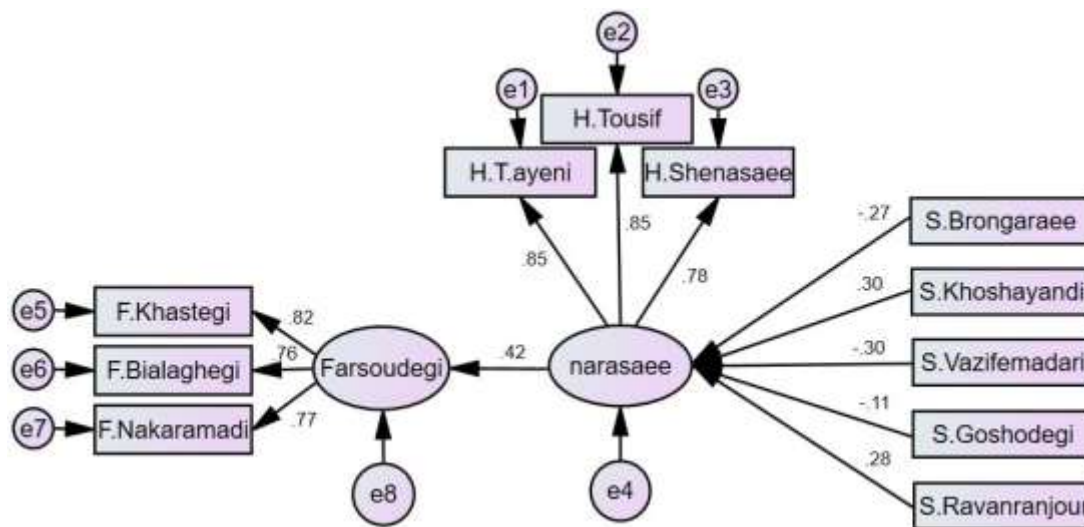 e2
e1
e3
H.Tousif
H.T.ayeni
H.Shenasaee
-.27
S.Brongaraee
.85
.85
.78
.30
S.Khoshayandi
e5
F.Khastegi
.82
e6
F.Bialaghegi
.76
Farsoudegi
.42
narasaee
-.30
S.Vazifemadari
e7
F.Nakaramadi
.77
-.11
S.Goshodegi
.28
e8
e4
S.Ravanranjour